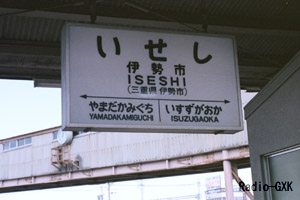 いせし
伊勢市
ISESHI
(三重県伊勢市)
やまだかみぐち
YAMADAKAMIGUCHI
いすずがおか
ISUZUGAOKA
Radio-GXK